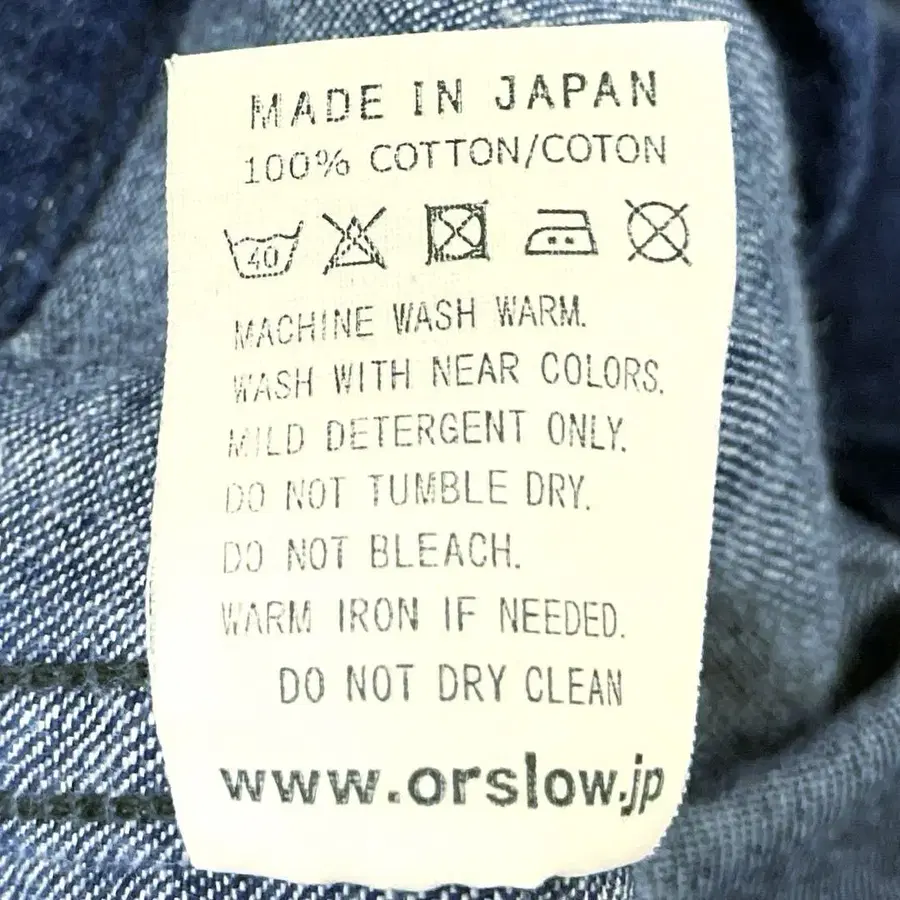 MADE IN JAPAN
100% COTTON/COTON
40
MACHINE WASH WARM.
WASH WITH NEAR COLORS.
MILD DETERGENT ONLY.
DO NOT TUMBLE DRY.
DO NOT BLEACH.
WARM IRON IF NEEDED.
DO NOT DRY CLEAN
www.orslow.jp